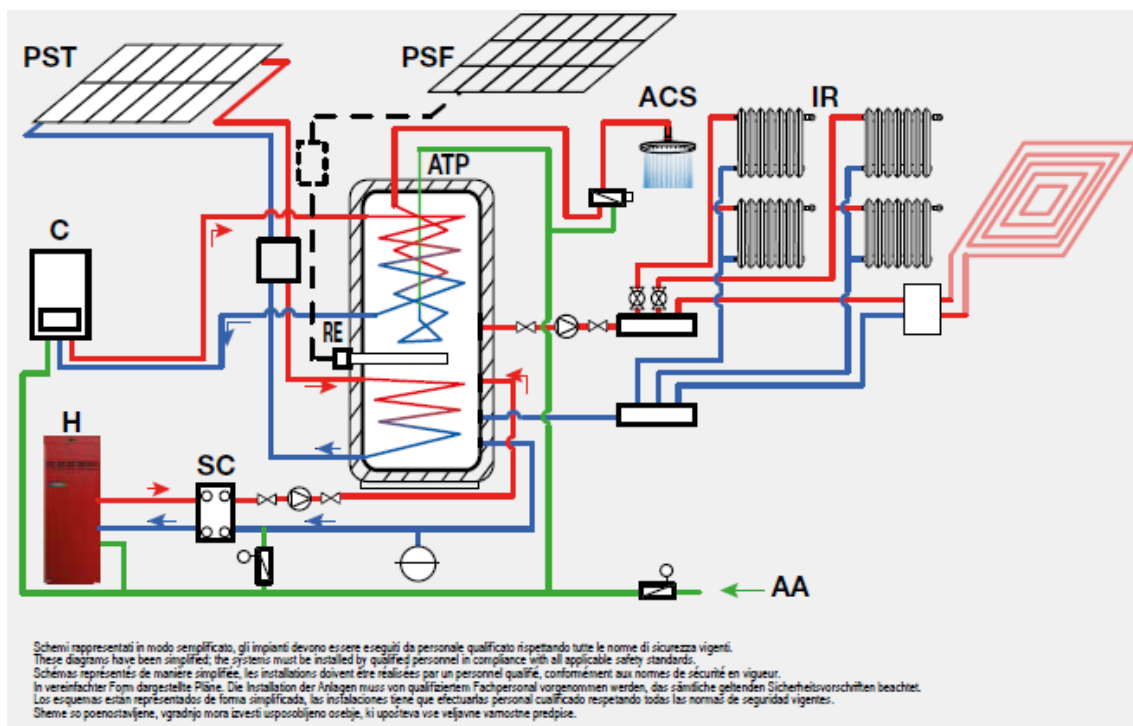 PST
PSF
ACS
IR
ATP
C
RE
H
SC
AA
Schemi rappresentati in modo semplificato, gli impianti devono essere eseguiti da personale qualificato rispettando tutte le norme di sicurezza vigenti.
These diagrams have been simplified; the systems must be installed by qualified personnel in compliance with all applicable safety standards.
Schémas représentés de manière simplifiée, les installations doivent être réalisées par un personnel qualifié, conformément aux normes de sécurité en vigueur.
In vereinfachter Form dargestellte Pläne. Die Installation der Anlagen muss von qualifiziertem Fachpersonal vorgenommen werden, das sämtliche geltenden Sicherheitsvorschriften beachtet.
Los esquemas estan representados de forma simplificada, las instalaciones tiene que efectuarlas personal cualificado respetando todas las normas de seguridad vigentes.
Sheme so poenostavljene, vgradnjo mora izvesti usposobljeno osebje, ki upošteva vse veljavne varnostne predpise.